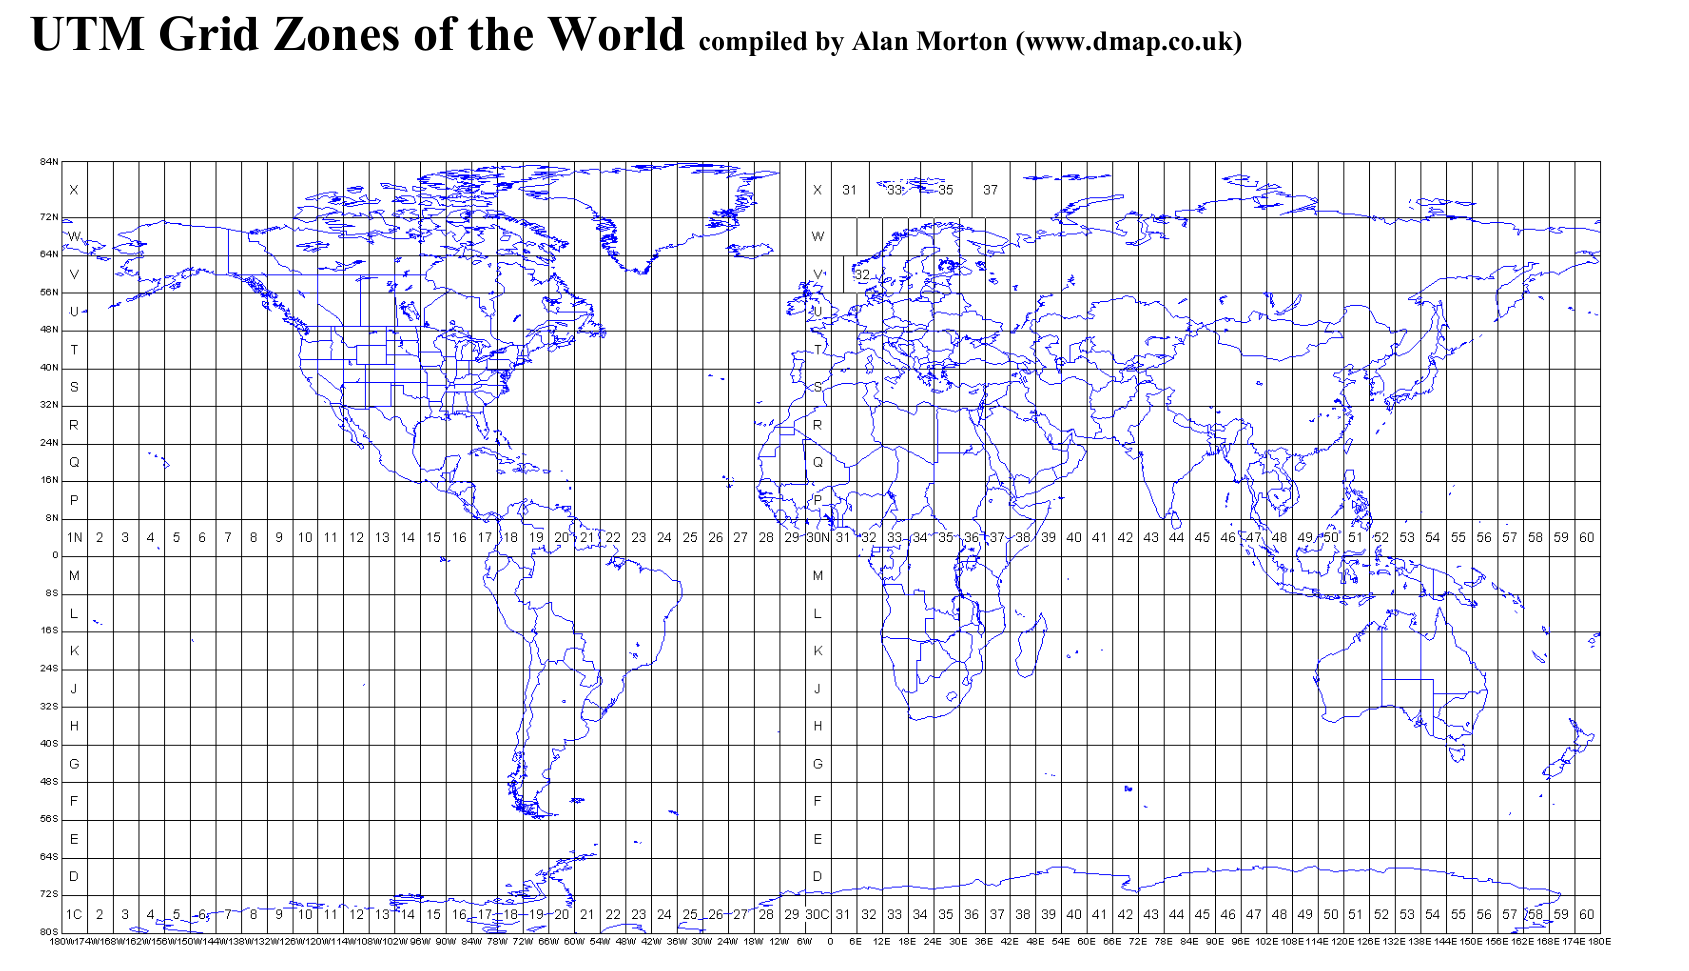 UTM Grid Zones of the World compiled by Alan Morton (www.dmap.co.uk)
84N
X X 31 33 35 37
72N
W W
64N
V V 32
56N
U U
48N
T T
40N
S S
32N
R R
24N
Q Q
16N
P P
8N
1N 2 3 4 5 6 7 8 9 10 11 12 13 14 15 16 17 18 19 20 21 22 23 24 25 26 27 28 29 30N 31 32 33 34 35 36 37 38 39 40 41 42 43 44 45 46 47 48 49 50 51 52 53 54 55 56 57 58 59 60
0
M M
8S
L L
16S
K K
24S
J J
32S
H H
40S
G G
48S
F F
56S
E E
64S
D D
72S
1C 2 3 4 5 6 7 8 9 10 11 12 13 14 15 16 17 18 19 20 21 22 23 24 25 26 27 28 29 30C 31 32 33 34 35 36 37 38 39 40 41 42 43 44 45 46 47 48 49 50 51 52 53 54 55 56 57 58 59 60
80S
180W 174W 168W 162W 156W 150W 144W 138W 132W 126W 120W 114W 108W 102W 96W 90W 84W 78W 72W 66W 60W 54W 48W 42W 36W 30W 24W 18W 12W 6W 0 6E 12E 18E 24E 30E 36E 42E 48E 54E 60E 66E 72E 78E 84E 90E 96E 102E 108E 114E 120E 126E 132E 138E 144E 150E 156E 162E 168E 174E 180E